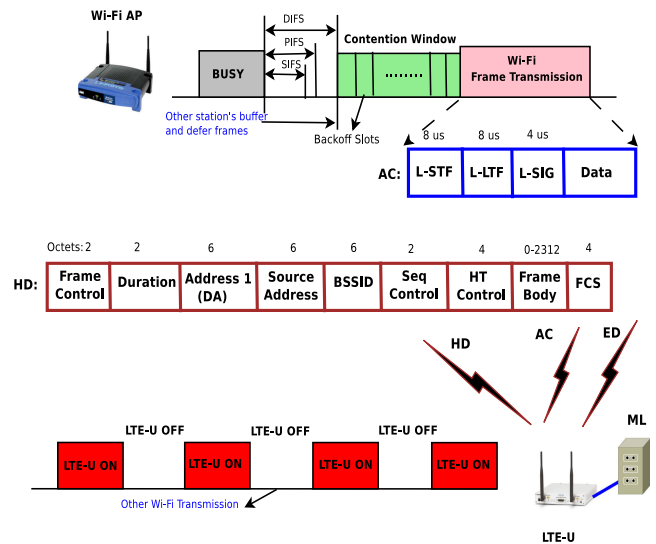 Wi-Fi AP
DIFS
PIFS
SIFS
BUSY
Contention Window
........
Wi-Fi
Frame Transmission
Other station's buffer
and defer frames
Backoff Slots
8 us 8 us 4 us
AC: L-STF L-LTF L-SIG Data
Octets: 2 2 6 6 6 2 4 0-2312 4
HD:
Frame Control
Duration
Address 1 (DA)
Source Address
BSSID
Seq Control
HT Control
Frame Body
FCS
HD
AC
ED
ML
LTE-U OFF LTE-U OFF LTE-U OFF
LTE-U ON LTE-U ON LTE-U ON LTE-U ON
Other Wi-Fi Transmission
LTE-U